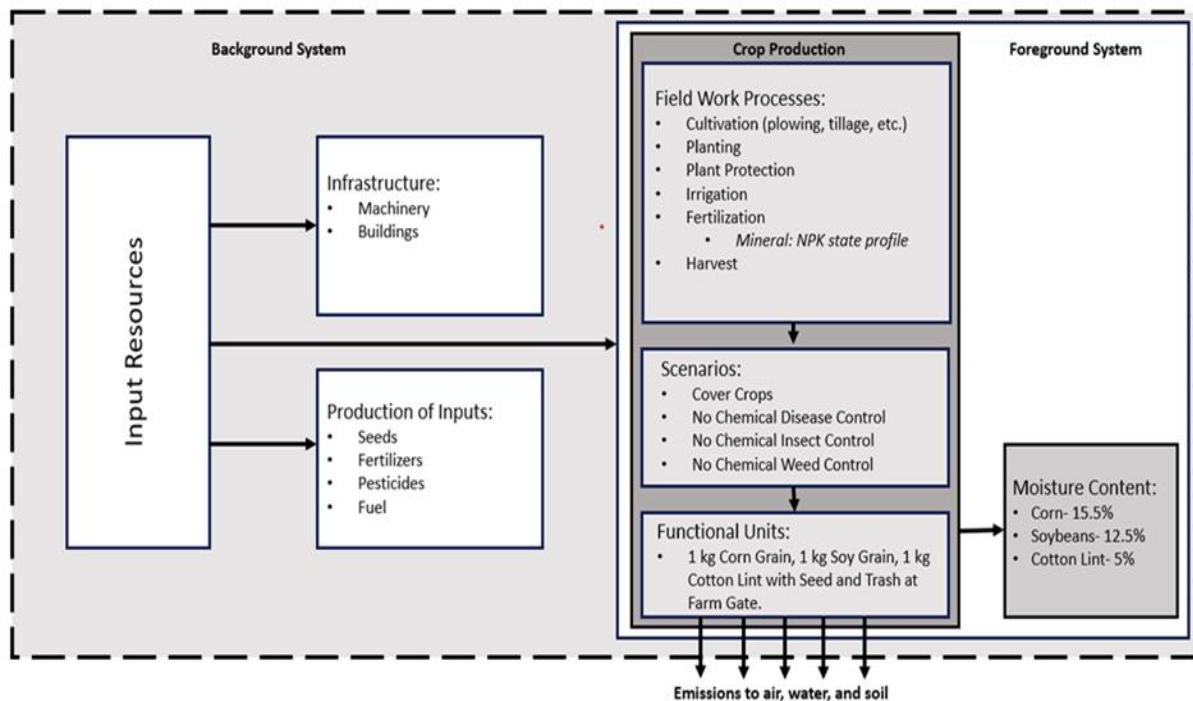 Background System
Input Resources
Infrastructure:
• Machinery
• Buildings
Production of Inputs:
• Seeds
• Fertilizers
• Pesticides
• Fuel
Crop Production
Foreground System
Field Work Processes:
• Cultivation (plowing, tillage, etc.)
• Planting
• Plant Protection
• Irrigation
• Fertilization
• Mineral: NPK state profile
• Harvest
Scenarios:
• Cover Crops
• No Chemical Disease Control
• No Chemical Insect Control
• No Chemical Weed Control
Functional Units:
• 1 kg Corn Grain, 1 kg Soy Grain, 1 kg
Cotton Lint with Seed and Trash at
Farm Gate.
Moisture Content:
• Corn- 15.5%
• Soybeans- 12.5%
• Cotton Lint- 5%
Emissions to air, water, and soil